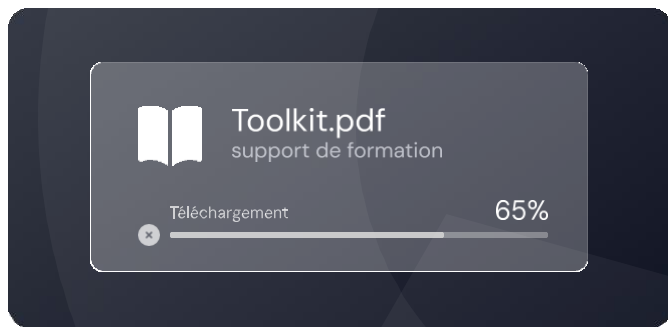 Toolkit.pdf
support de formation
Téléchargement
65%